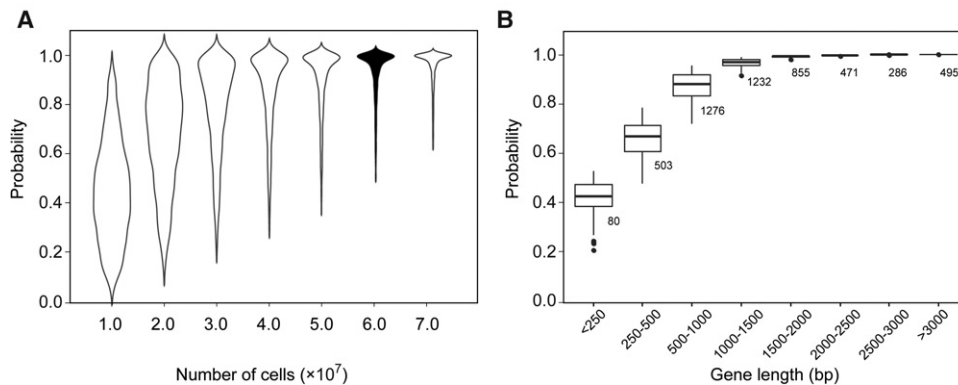 A
Probability
1.0
0.8
0.6
0.4
0.2
0.0
1.0 2.0 3.0 4.0 5.0 6.0 7.0
Number of cells (×10⁷)
B
Probability
1.0
0.8
0.6
0.4
0.2
0.0
80
503
1276
1232
855
471
286
495
<250 250-500 500-1000 1000-1500 1500-2000 2000-2500 2500-3000 >3000
Gene length (bp)